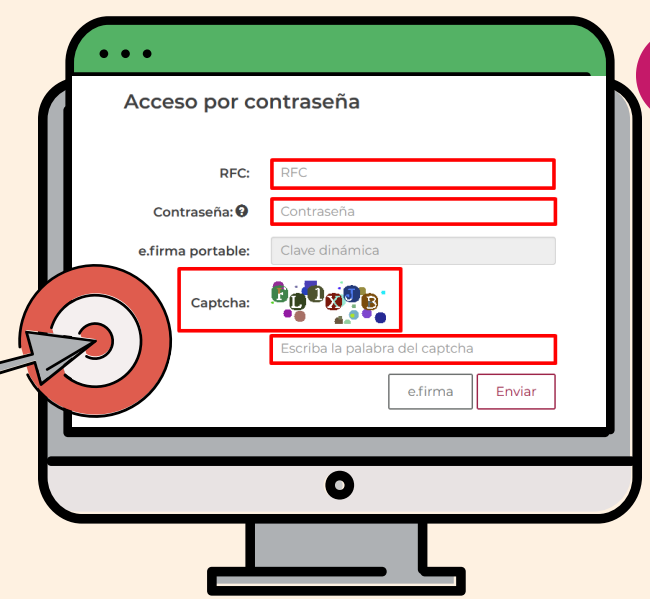 Acceso por contraseña
RFC: RFC
Contraseña: Contraseña
e.firma portable: Clave dinámica
Captcha:
Escriba la palabra del captcha
e.firma Enviar